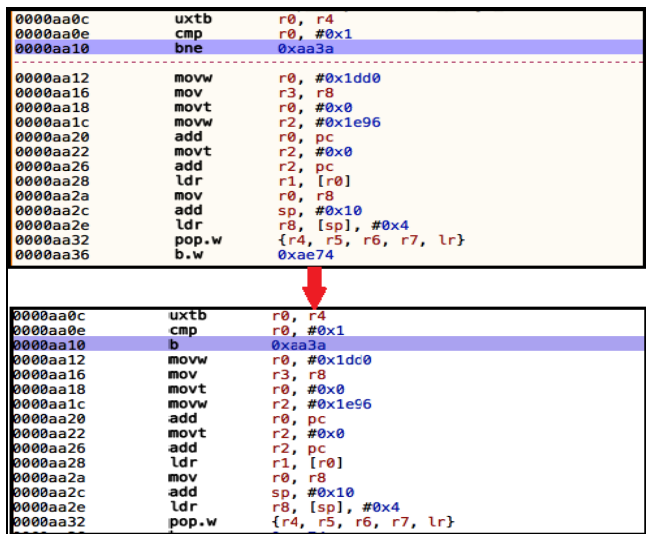 0000aa0c uxtb r0, r4
0000aa0e cmp r0, #0x1
0000aa10 bne 0xaa3a
0000aa12 movw r0, #0x1dd0
0000aa16 mov r3, r8
0000aa18 movt r0, #0x0
0000aa1c movw r2, #0x1e96
0000aa20 add r0, pc
0000aa22 movt r2, #0x0
0000aa26 add r2, pc
0000aa28 ldr r1, [r0]
0000aa2a mov r0, r8
0000aa2c add sp, #0x10
0000aa2e ldr r8, [sp], #0x4
0000aa32 pop.w {r4, r5, r6, r7, lr}
0000aa36 b.w 0xae74
0000aa0c uxtb r0, r4
0000aa0e cmp r0, #0x1
0000aa10 b 0xaa3a
0000aa12 movw r0, #0x1dd0
0000aa16 mov r3, r8
0000aa18 movt r0, #0x0
0000aa1c movw r2, #0x1e96
0000aa20 add r0, pc
0000aa22 movt r2, #0x0
0000aa26 add r2, pc
0000aa28 ldr r1, [r0]
0000aa2a mov r0, r8
0000aa2c add sp, #0x10
0000aa2e ldr r8, [sp], #0x4
0000aa32 pop.w {r4, r5, r6, r7, lr}